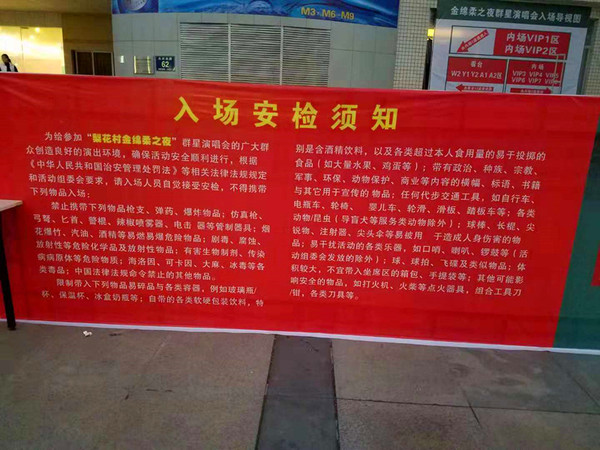 M3-M6-M9
62
金绵柔之夜群星演唱会入场导视图
内场VIP1区
内场VIP2区
看台
W2 Y1 Y2 A1 A2区
内场
入场安检须知
为给参加“梨花村金绵柔之夜”群星演唱会的广大群
众创造良好的演出环境，确保活动安全顺利进行，根据
《中华人民共和国治安管理处罚法》等相关法律法规规定
和活动组委会要求，请入场人员自觉接受安检，不得携带
下列物品入场：
禁止携带下列物品枪支、弹药、爆炸物品；仿真枪、
弓弩、匕首、警棍、辣椒喷雾器、电击 器等管制器具；烟
花爆竹、汽油、酒精等易燃易爆危险物品；剧毒、腐蚀、
放射性等危险化学品及放射性物品；有害生物制剂、传染
病病原体等危险物质；海洛因、可卡因、大麻、冰毒等各
类毒品；中国法律法规命令禁止的其他物品。
限制带入下列物品易碎品与各类容器，例如玻璃瓶/
杯、保温杯、冰盒奶瓶等；自带的各类软硬包装饮料，特
别是含酒精饮料，以及各类超过本人食用量的易于投掷的
食品（如大量水果、鸡蛋等）；带有政治、种族、宗教、
军事、环保、动物保护、商业等内容的横幅、标语、书籍
与其它用于宣传的 物品；任何代步交通工具，如自行车、
电瓶车、轮椅、 婴儿车、轮滑、滑板、踏板车等；各类
动物/昆虫（导盲犬等服务类动物除外）；球棒、长棍、尖
锐物、注射器、尖头伞等易被用 于造成人身伤害的物
品；易于扰活动的各类乐器，如口哨、喇叭、锣鼓等（活
动组委会发放的除外）；球、球拍、飞碟及类似物品；体
积较大，不宜带入坐席区的箱包、手提袋等；其他可能影
响安全的物品，如打火机、火柴等点火器具，组合工具刀
/钳，各类刀具等。